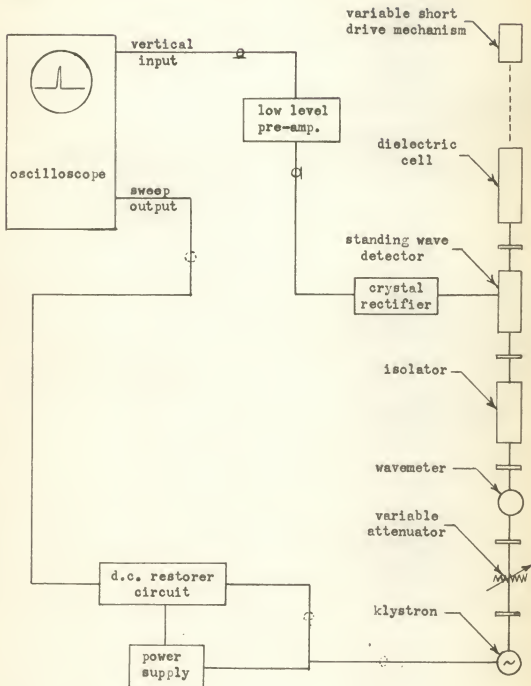 variable short
drive mechanism
vertical
input
low level
pre-amp.
dielectric
cell
oscilloscope
sweep
output
standing wave
detector
crystal
rectifier
isolator
wavemeter
variable
attenuator
d.c. restorer
circuit
klystron
power
supply
~